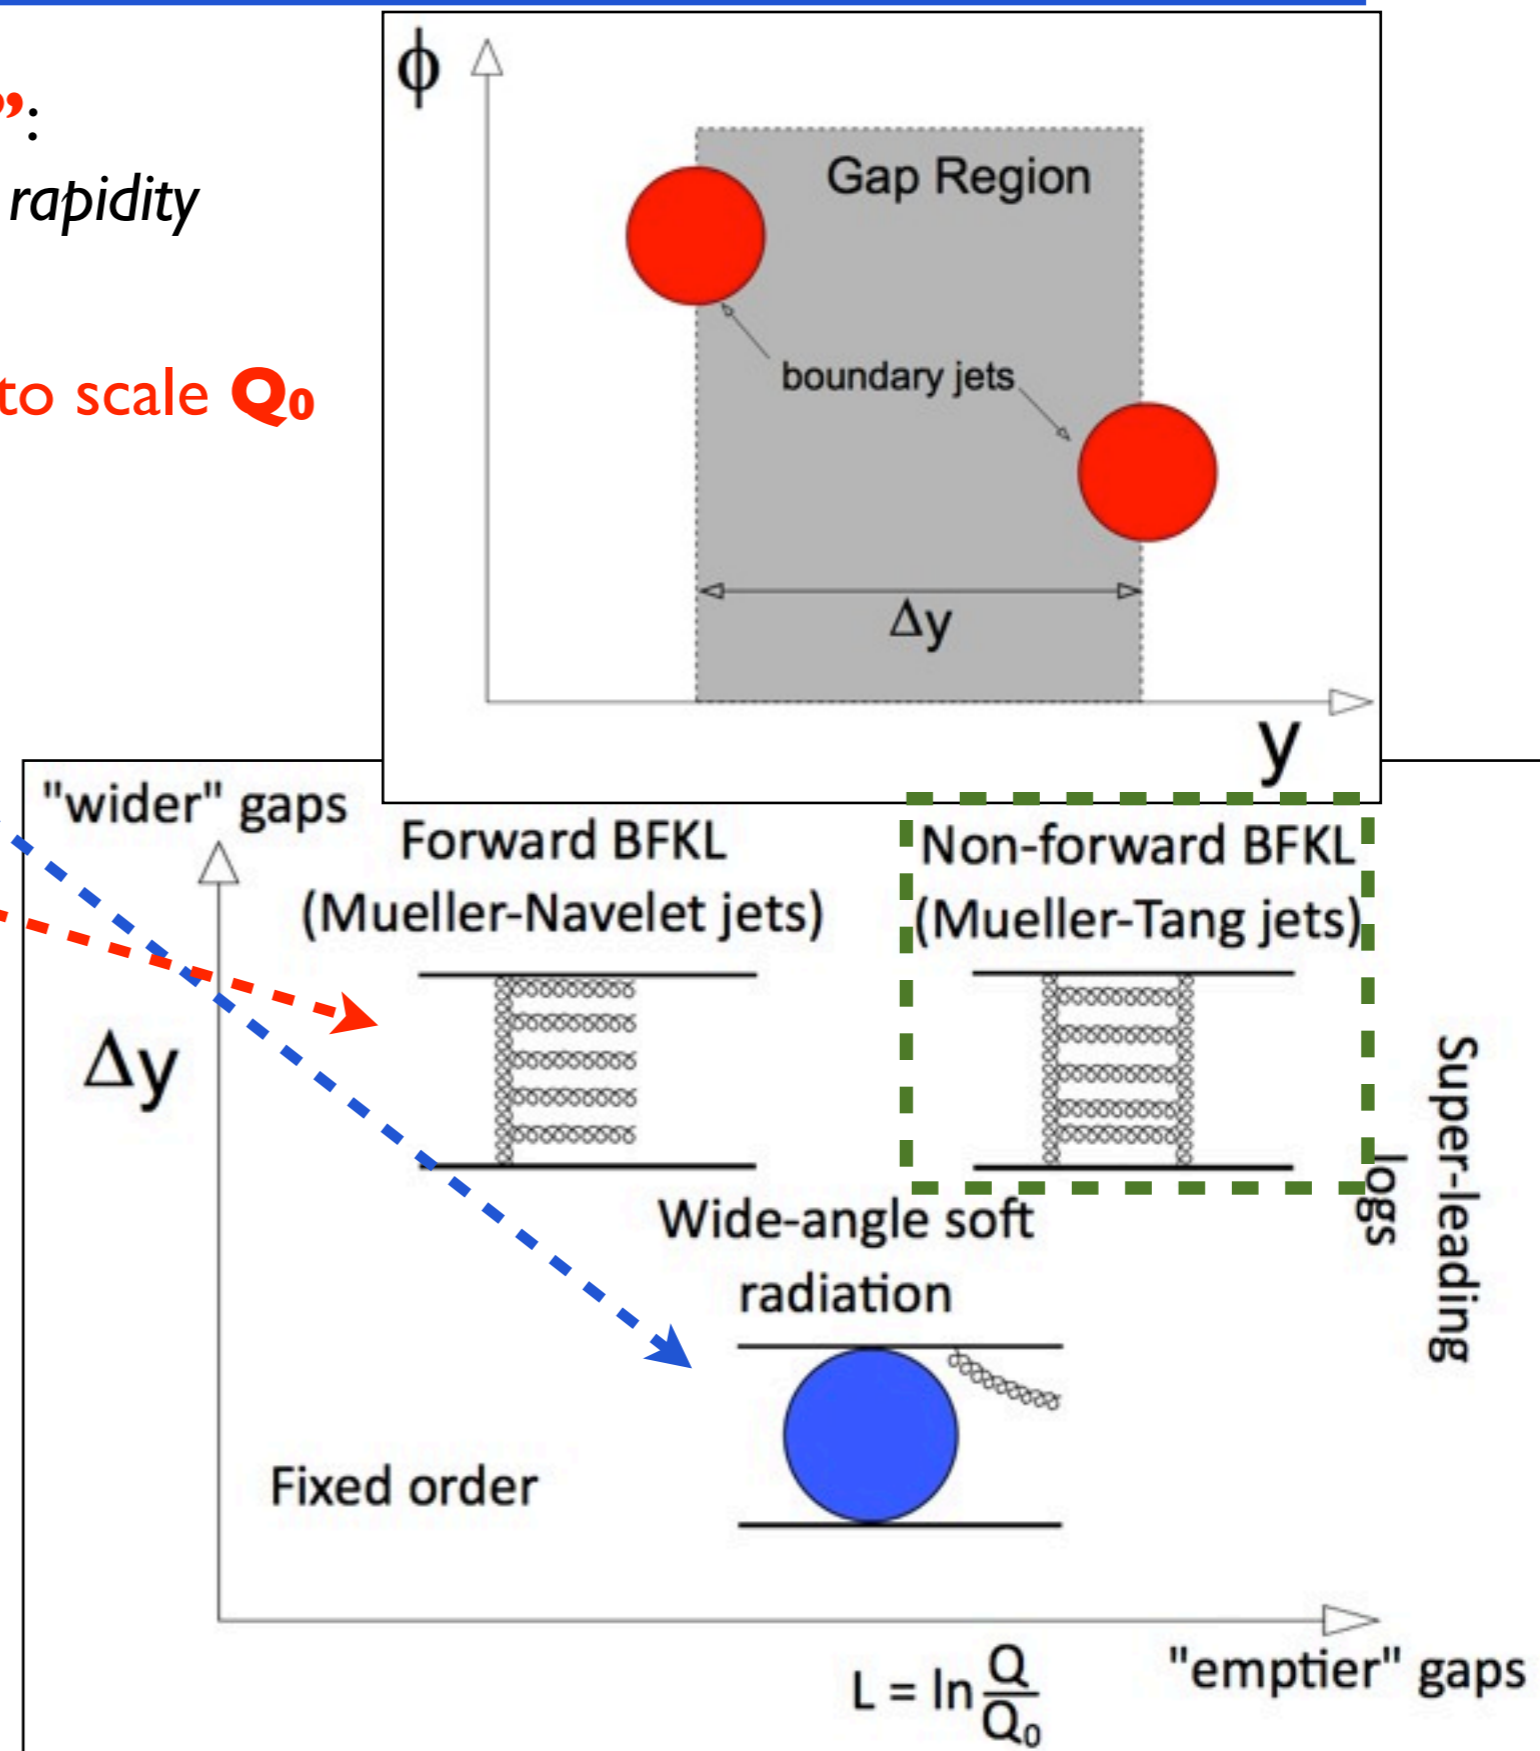 ”:
rapidity
to scale Q₀
ϕ
Gap Region
boundary jets
Δy
y
"wider" gaps
Forward BFKL
(Mueller-Navelet jets)
Non-forward BFKL
(Mueller-Tang jets)
Δy
Super-leading
logs
Wide-angle soft
radiation
Fixed order
L = ln Q/Q₀
"emptier" gaps